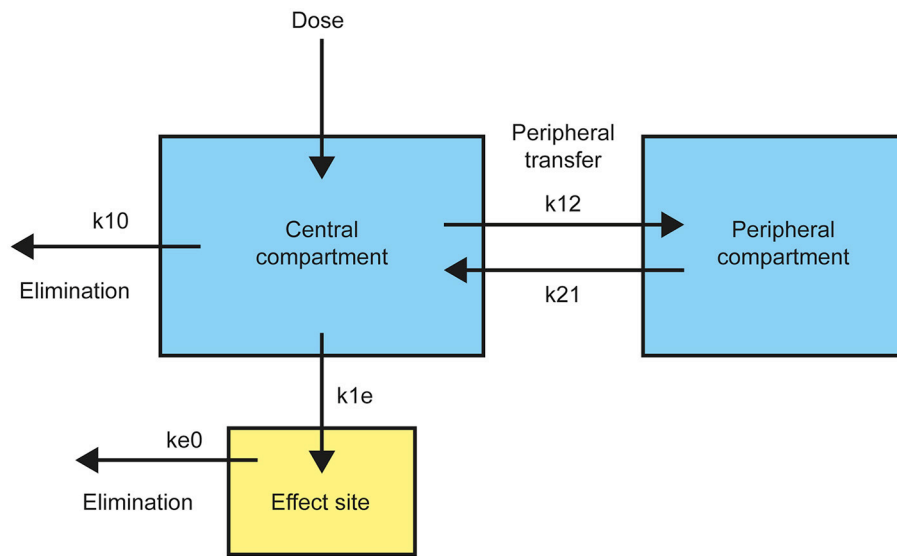 Dose
Peripheral
transfer
k10
k12
Central
compartment
Peripheral
compartment
Elimination
k21
k1e
ke0
Elimination
Effect site